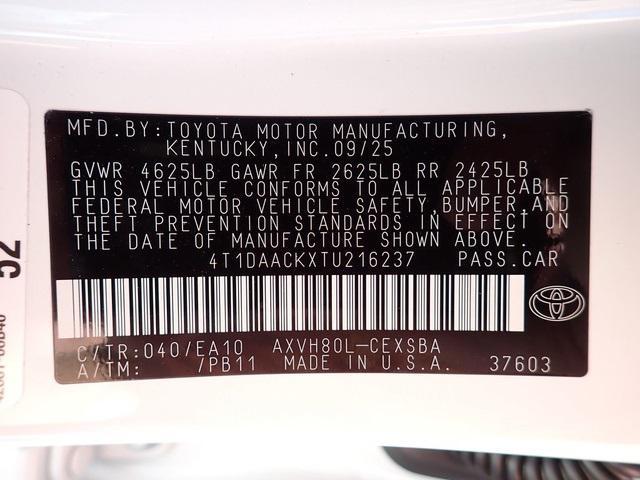 MFD.BY:TOYOTA MOTOR MANUFACTURING,
KENTUCKY,INC.09/25
GVWR 4625LB GAWR FR 2625LB RR 2425LB
THIS VEHICLE CONFORMS TO ALL APPLICABLE
FEDERAL MOTOR VEHICLE SAFETY,BUMPER,AND
THEFT PREVENTION STANDARDS IN EFFECT ON
THE DATE OF MANUFACTURE SHOWN ABOVE.
4T1DAACKXTU216237 PASS.CAR
C/TR:040/EA10 AXVH80L-CEXSBA
A/TM: /PB11 MADE IN U.S.A. 37603
52